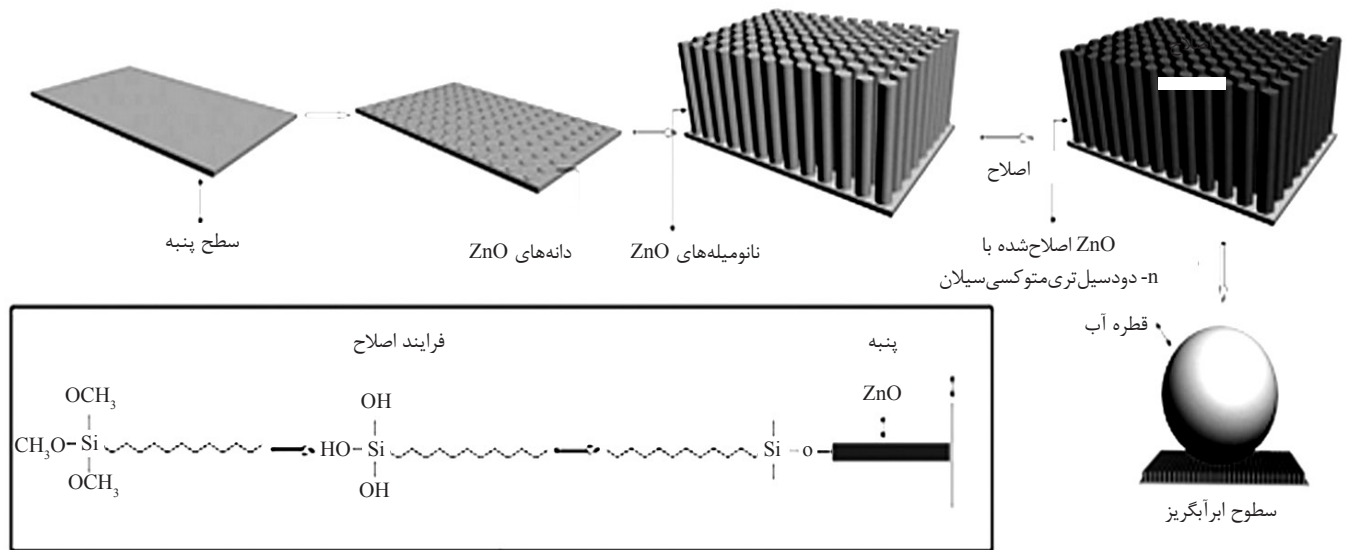 سطح پنبه
دانه‌های ZnO
نانومیله‌های ZnO
اصلاح
اصلاح
ZnO اصلاح‌شده با
n- دودسیل‌تری‌متوکسی‌سیلان
قطره آب
سطوح ابرآبگریز
فرایند اصلاح
پنبه
OCH₃
CH₃O–Si
OCH₃
OH
HO–Si
OH
Si–o
ZnO